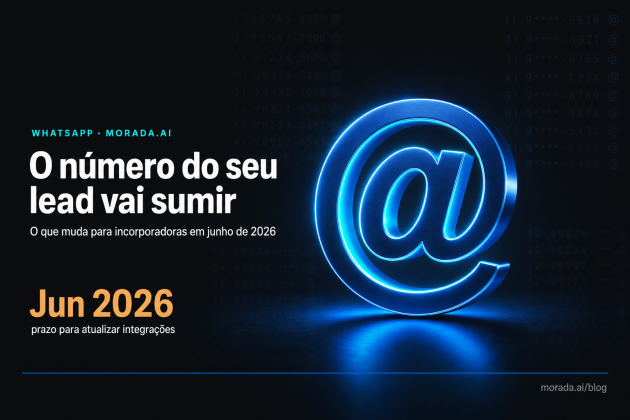 WHATSAPP · MORADA.AI
O número do seu
lead vai sumir
O que muda para incorporadoras em junho de 2026
Jun 2026
prazo para atualizar integrações
@
morada.ai/blog